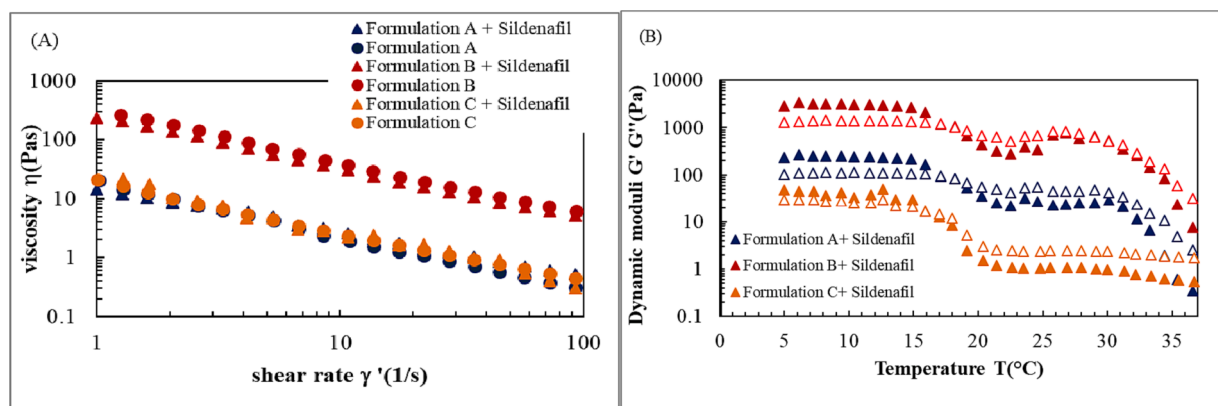 (A)
Formulation A + Sildenafil
Formulation A
Formulation B + Sildenafil
Formulation B
Formulation C + Sildenafil
Formulation C
1000
100
10
1
0.1
viscosity η(Pas)
1
10
100
shear rate γ '(1/s)
(B)
10000
1000
100
10
1
0.1
Dynamic moduli G' G''(Pa)
Formulation A+ Sildenafil
Formulation B+ Sildenafil
Formulation C+ Sildenafil
0
5
10
15
20
25
30
35
Temperature T(°C)